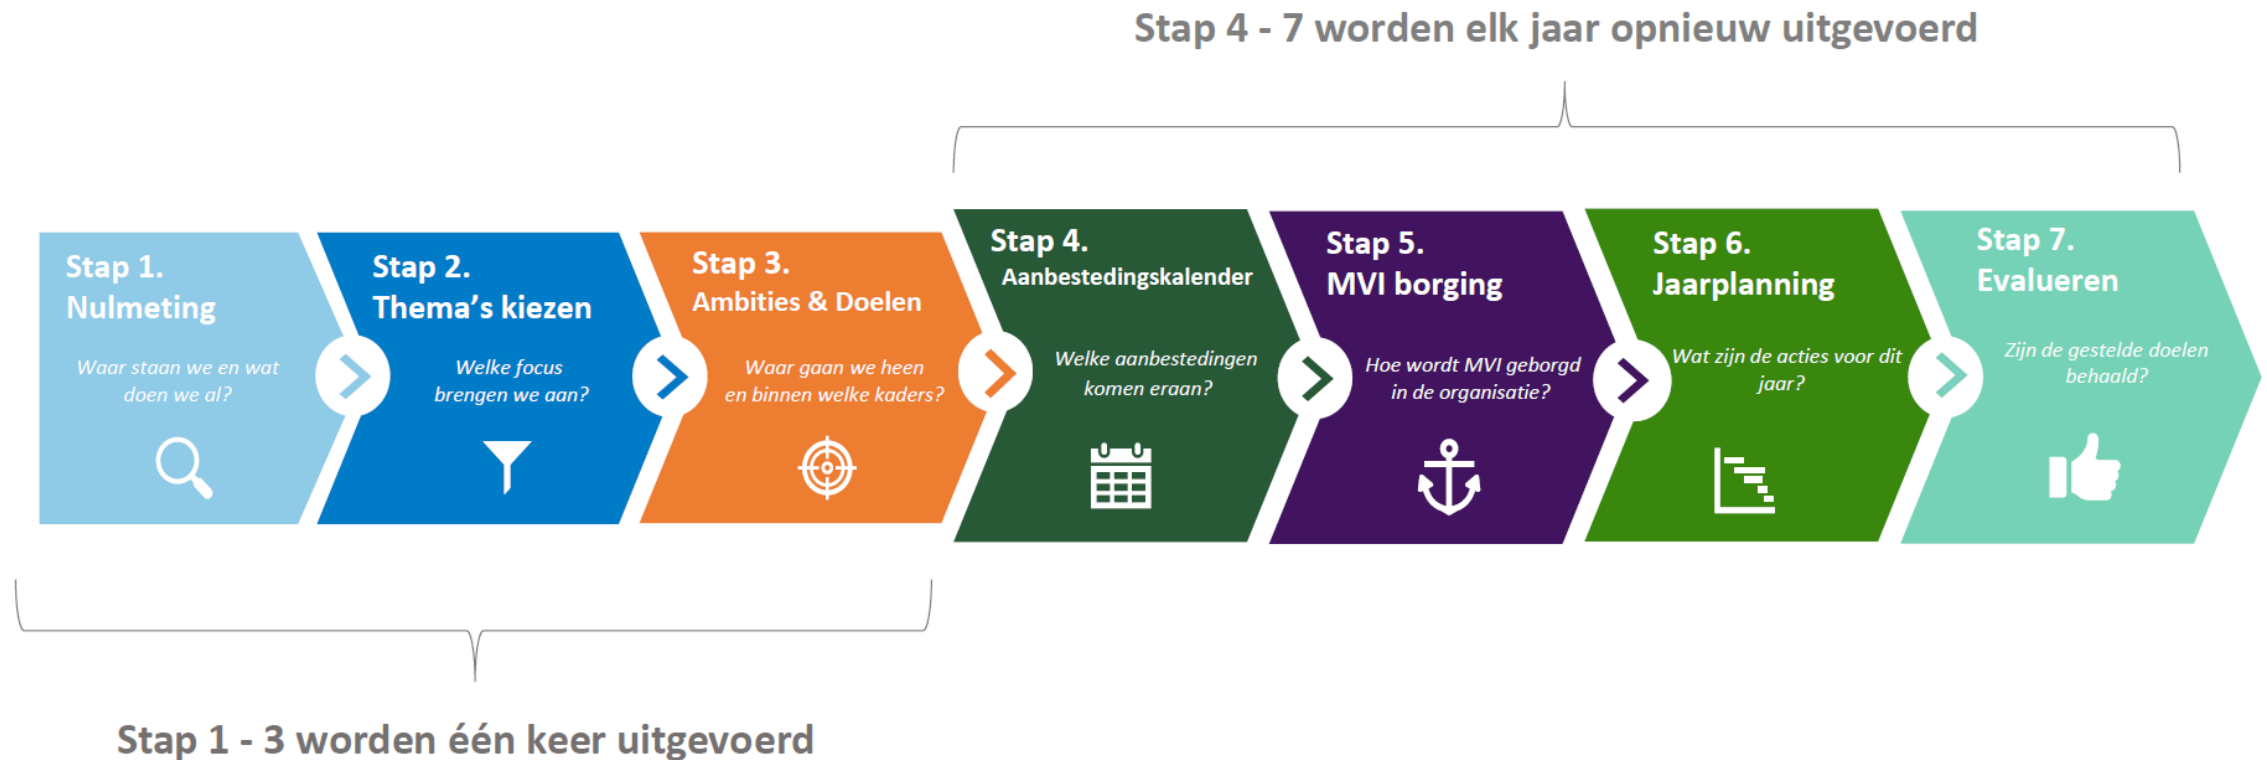 Stap 4 - 7 worden elk jaar opnieuw uitgevoerd
Stap 1.
Nulmeting
Waar staan we en wat
doen we al?
Stap 2.
Thema’s kiezen
Welke focus
brengen we aan?
Stap 3.
Ambities & Doelen
Waar gaan we heen
en binnen welke kaders?
Stap 4.
Aanbestedingskalender
Welke aanbestedingen
komen eraan?
Stap 5.
MVI borging
Hoe wordt MVI geborgd
in de organisatie?
Stap 6.
Jaarplanning
Wat zijn de acties voor dit
jaar?
Stap 7.
Evalueren
Zijn de gestelde doelen
behaald?
Stap 1 - 3 worden één keer uitgevoerd